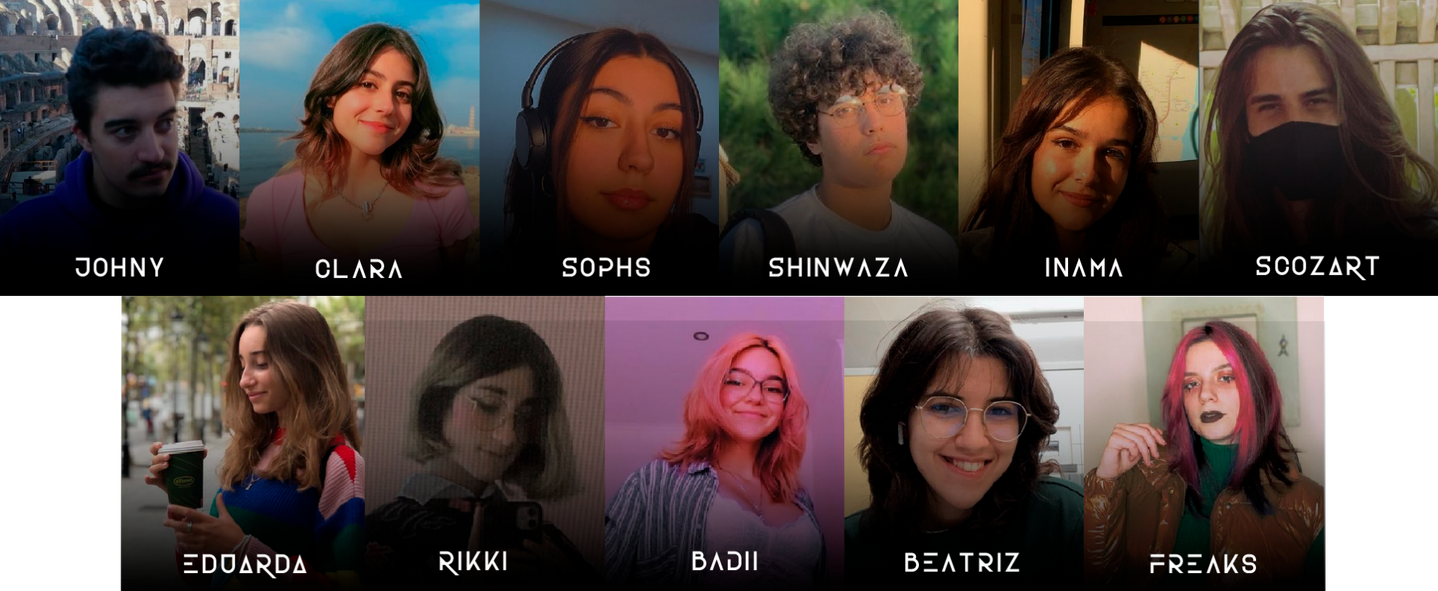 JOHNY
CLARA
SOPHS
SHINWAZA
INAMA
SCOZART
EDUARDA
RIKKI
BADII
BEATRIZ
FREAKS